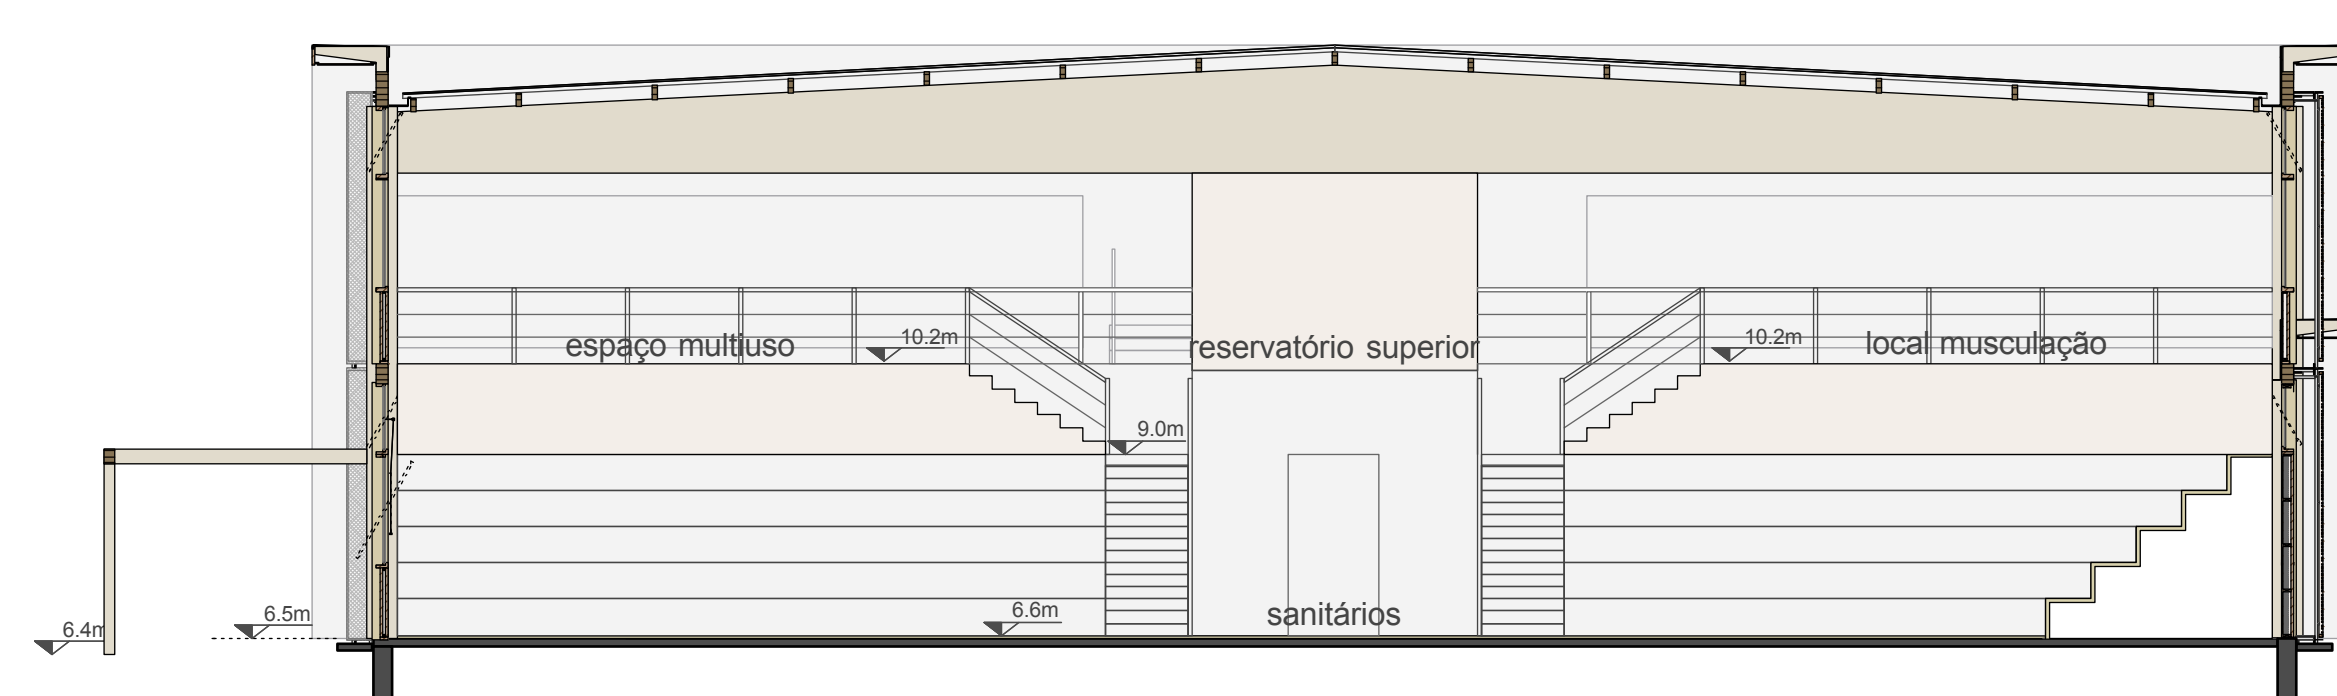 espaço multiuso
10.2m
reservatório superior
10.2m
local musculação
9.0m
6.4m
6.5m
6.6m
sanitários